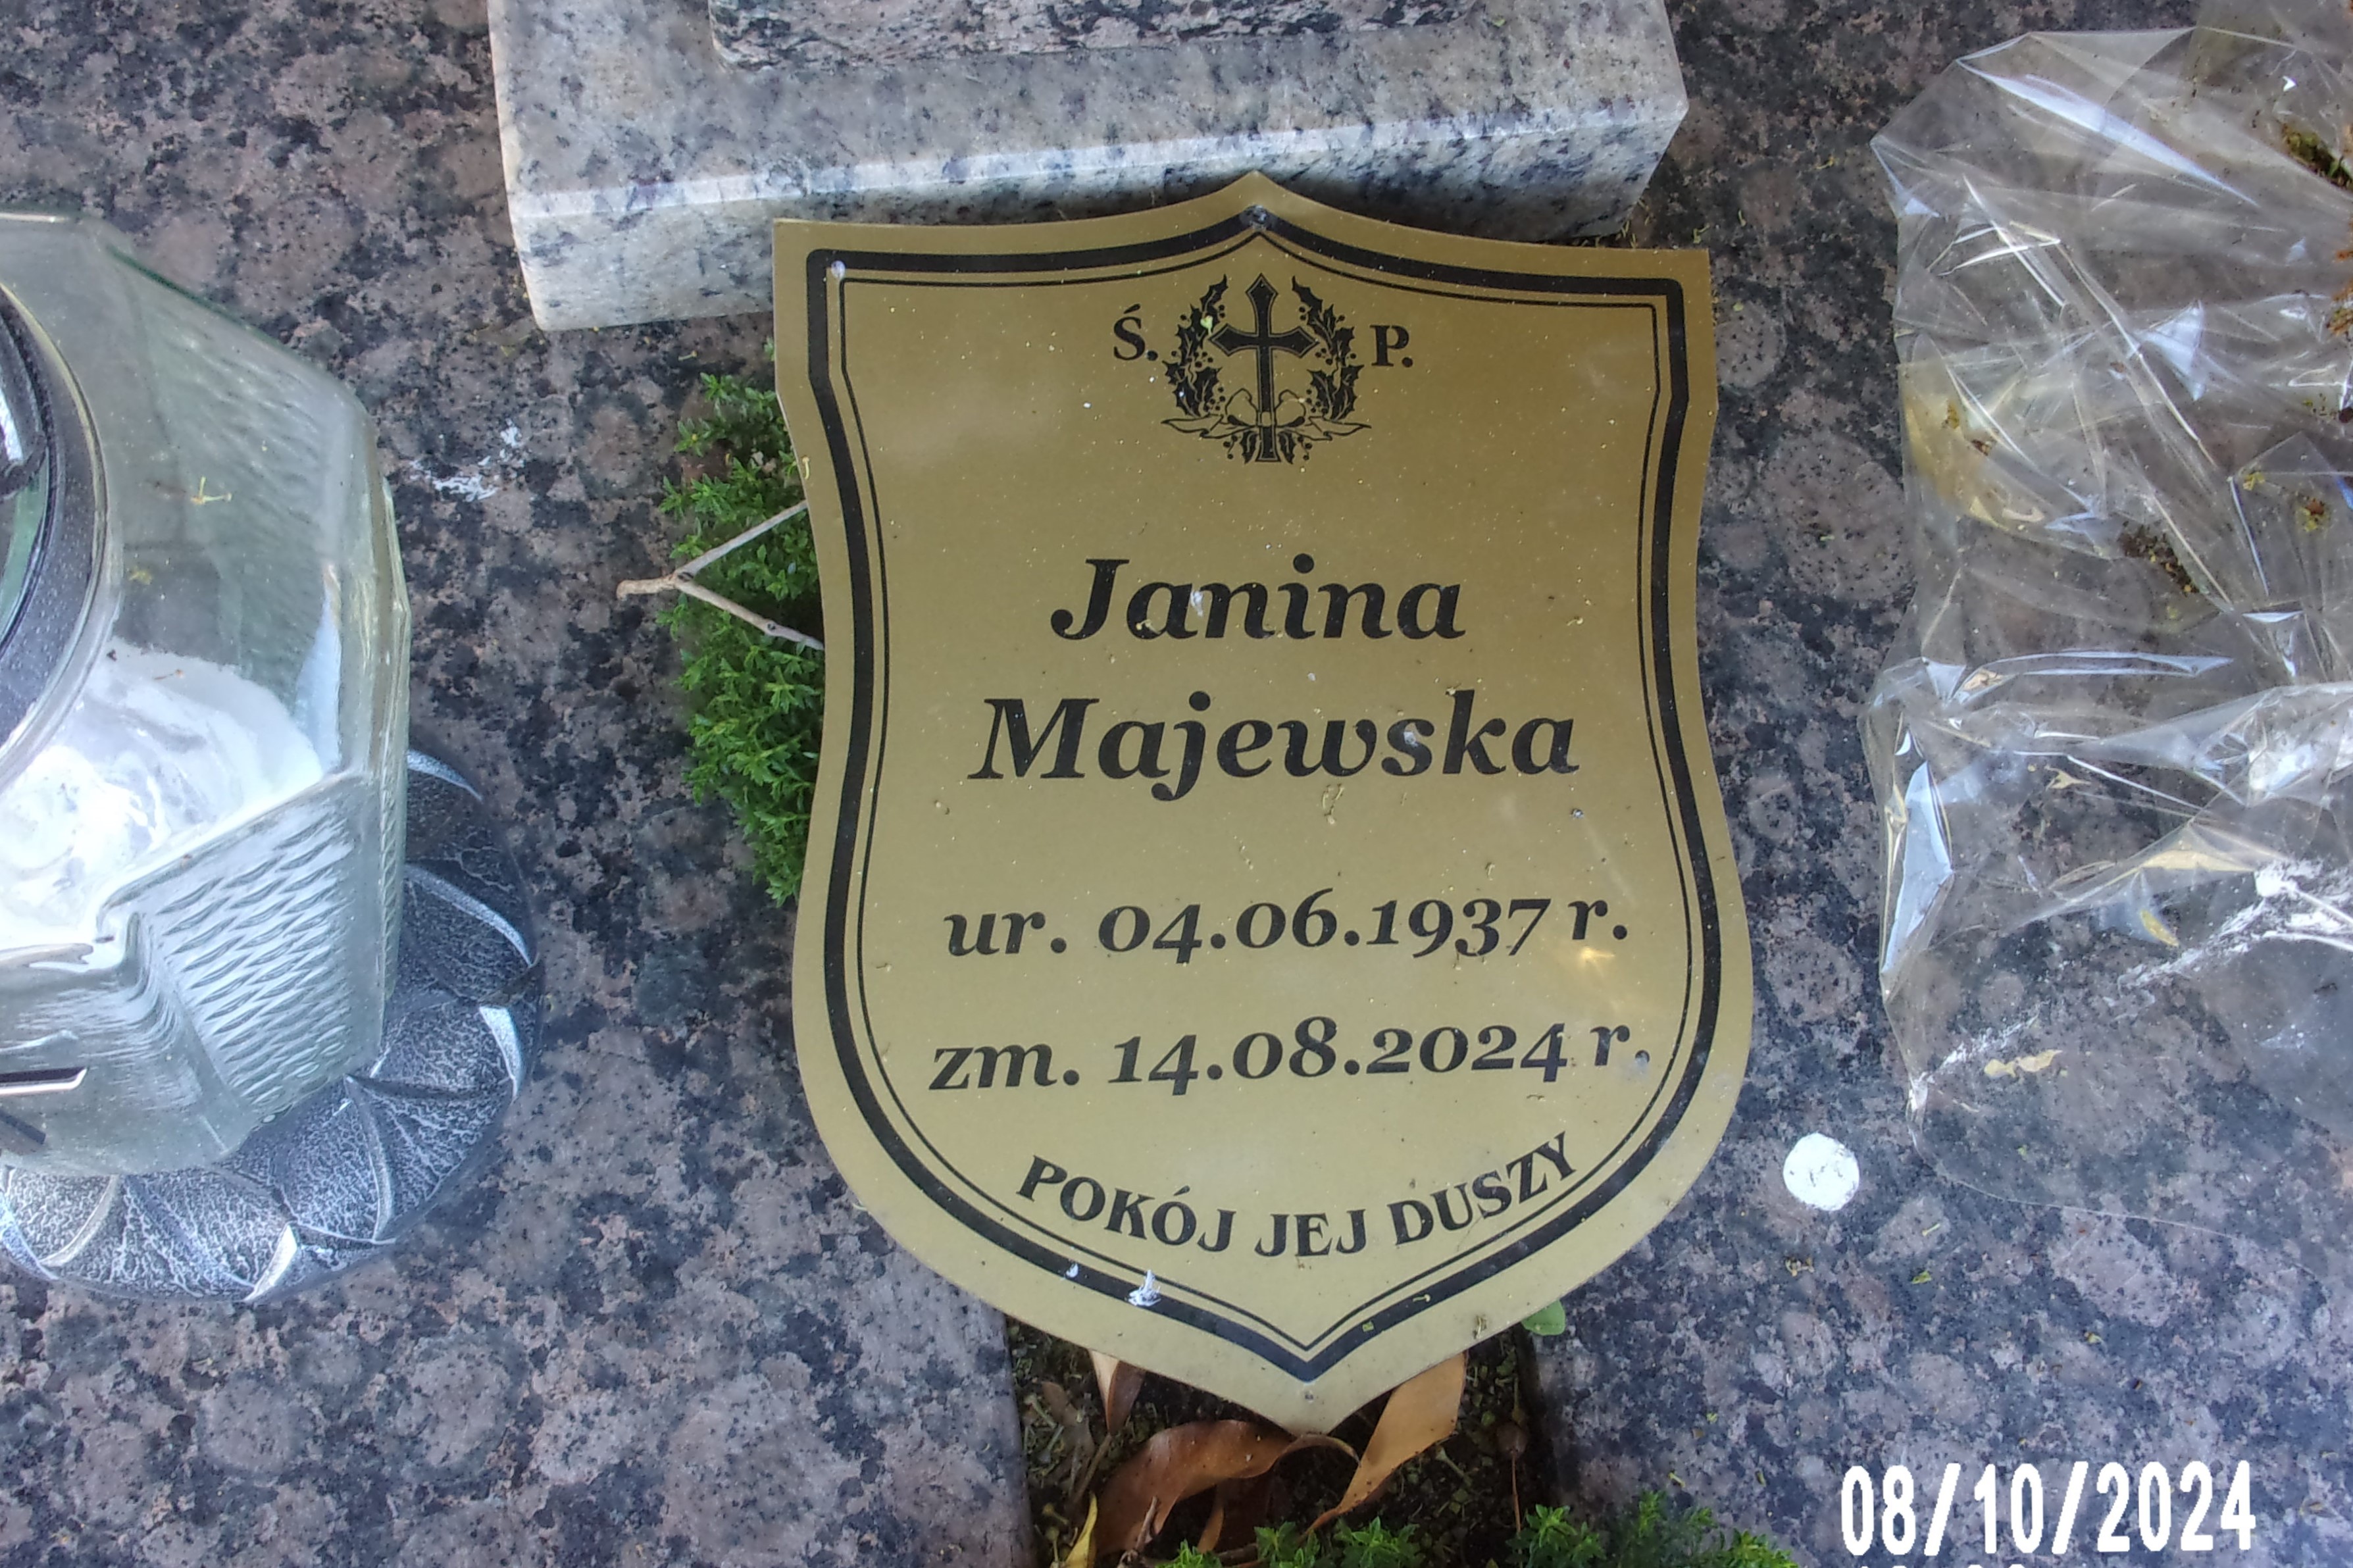 Ś. P.
Janina
Majewska
ur. 04.06.1937 r.
zm. 14.08.2024 r.
POKÓJ JEJ DUSZY
08/10/2024